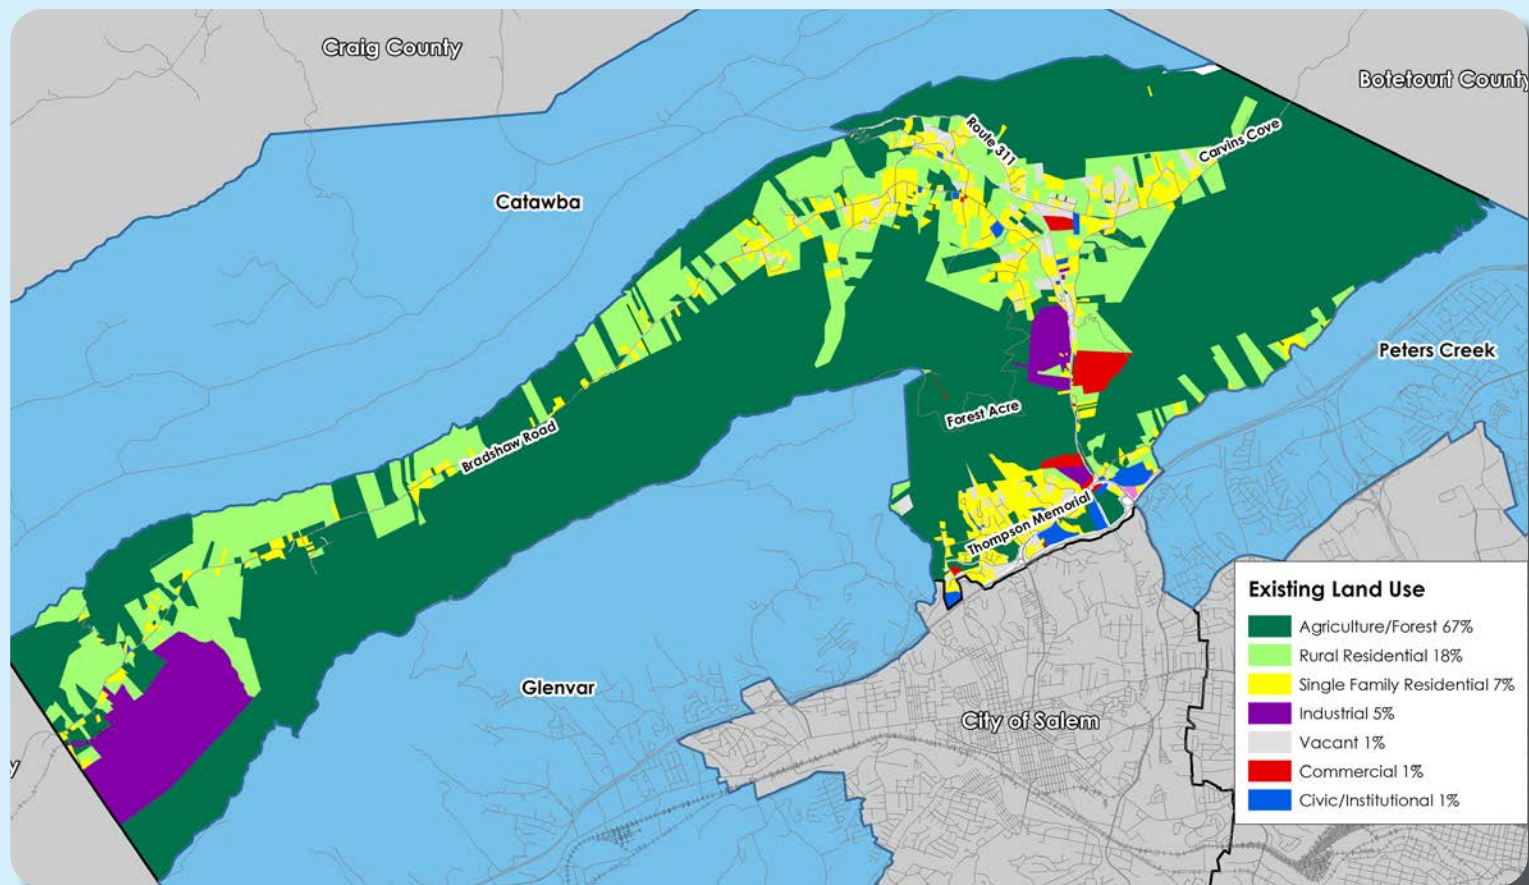 Craig County
Botetourt County
Route 311
Carvins Cove
Catawba
Peters Creek
Forest Acre
Bradshaw Road
Thompson Memorial
Glenvar
City of Salem
y
Existing Land Use
Agriculture/Forest 67%
Rural Residential 18%
Single Family Residential 7%
Industrial 5%
Vacant 1%
Commercial 1%
Civic/Institutional 1%